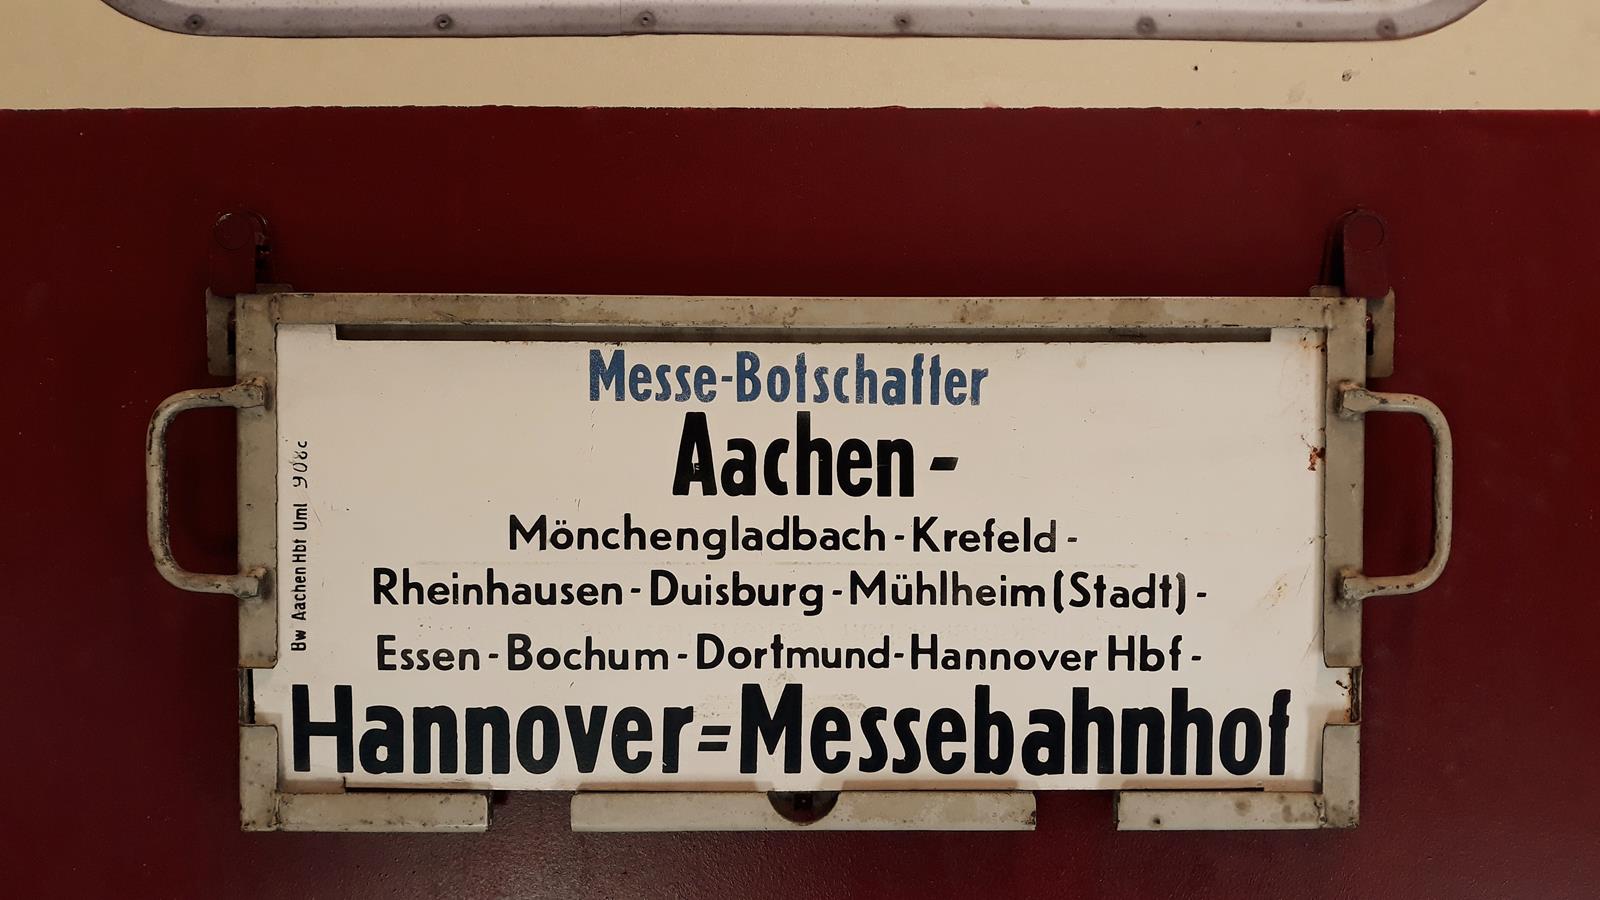 Messe-Botschafter
Aachen -
Mönchengladbach - Krefeld -
Rheinhausen - Duisburg - Mühlheim (Stadt) -
Essen - Bochum - Dortmund - Hannover Hbf -
Hannover=Messebahnhof
Bw Aachen Hbf Uml 908c